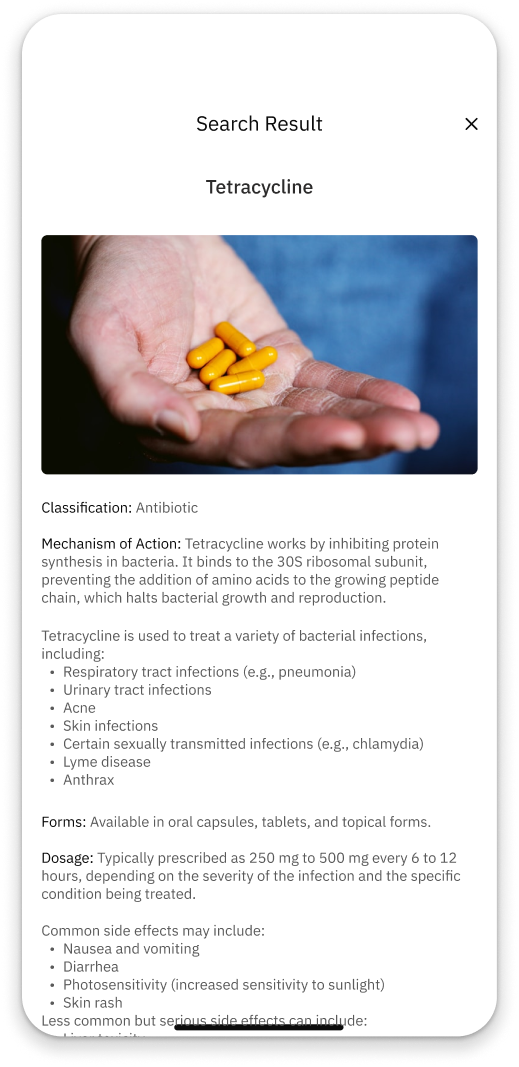 Search Result
Tetracycline
Classification: Antibiotic
Mechanism of Action: Tetracycline works by inhibiting protein
synthesis in bacteria. It binds to the 30S ribosomal subunit,
preventing the addition of amino acids to the growing peptide
chain, which halts bacterial growth and reproduction.
Tetracycline is used to treat a variety of bacterial infections,
including:
• Respiratory tract infections (e.g., pneumonia)
• Urinary tract infections
• Acne
• Skin infections
• Certain sexually transmitted infections (e.g., chlamydia)
• Lyme disease
• Anthrax
Forms: Available in oral capsules, tablets, and topical forms.
Dosage: Typically prescribed as 250 mg to 500 mg every 6 to 12
hours, depending on the severity of the infection and the specific
condition being treated.
Common side effects may include:
• Nausea and vomiting
• Diarrhea
• Photosensitivity (increased sensitivity to sunlight)
• Skin rash
Less common but serious side effects can include: